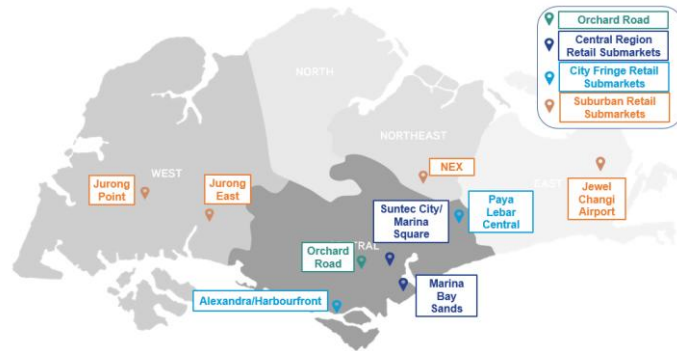 Orchard Road
Central Region
Retail Submarkets
City Fringe Retail
Submarkets
Suburban Retail
Submarkets
NORTH
NORTHEAST
WEST
NEX
EAST
Jurong
Point
Jurong
East
Jewel
Changi
Airport
Paya
Lebar
Central
Suntec City/
Marina
Square
Orchard
Road
Marina
Bay
Sands
Alexandra/Harbourfront